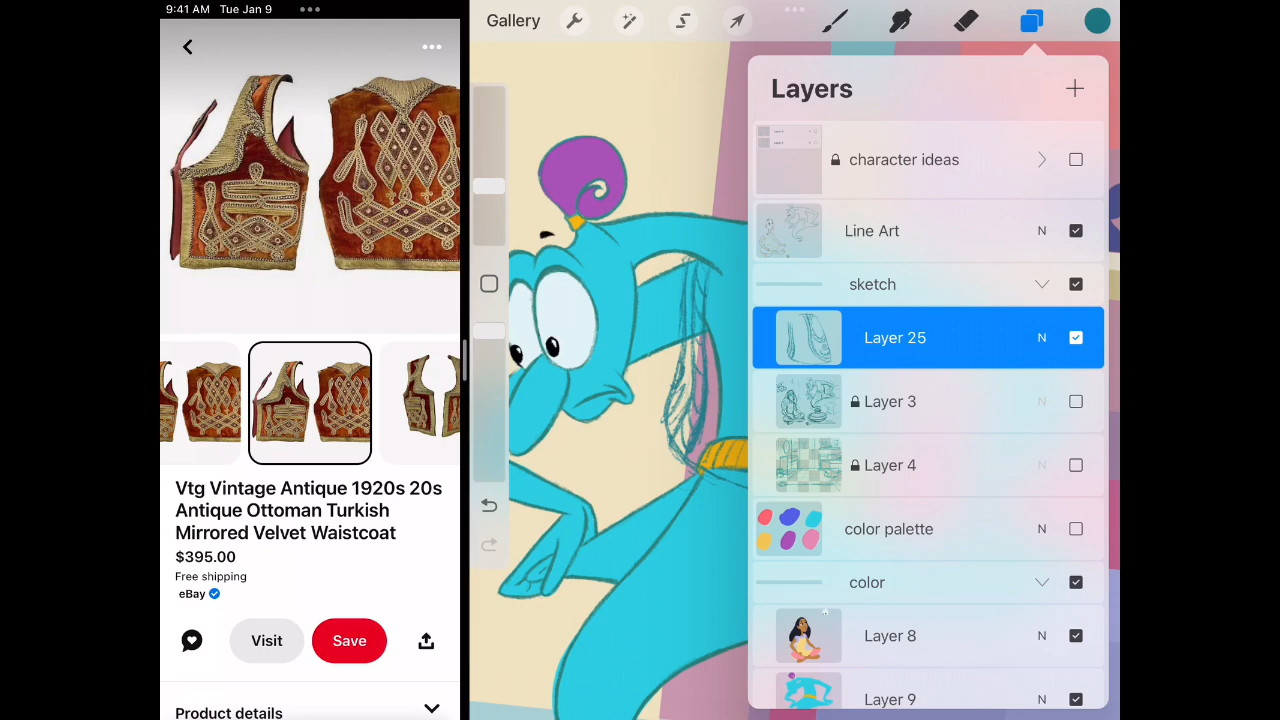 9:41 AM Tue Jan 9
Vtg Vintage Antique 1920s 20s
Antique Ottoman Turkish
Mirrored Velvet Waistcoat
$395.00
Free shipping
eBay
Visit
Save
Product details
Gallery
Layers
character ideas
Line Art N
sketch
Layer 25 N
Layer 3 N
Layer 4 N
color palette N
color
Layer 8 N
Layer 9 N